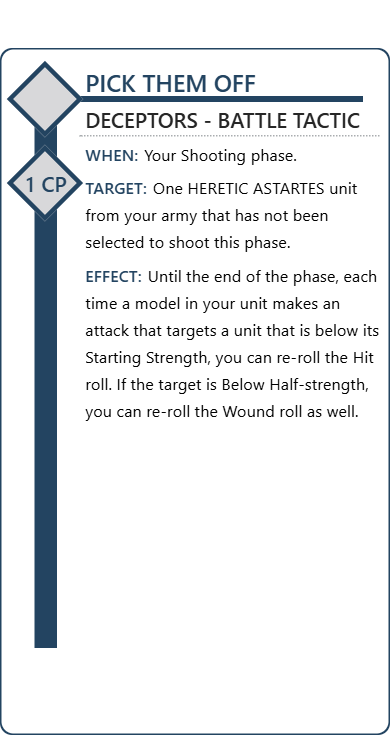 PICK THEM OFF
DECEPTORS - BATTLE TACTIC
WHEN: Your Shooting phase.
1 CP
TARGET: One HERETIC ASTARTES unit
from your army that has not been
selected to shoot this phase.
EFFECT: Until the end of the phase, each
time a model in your unit makes an
attack that targets a unit that is below its
Starting Strength, you can re-roll the Hit
roll. If the target is Below Half-strength,
you can re-roll the Wound roll as well.